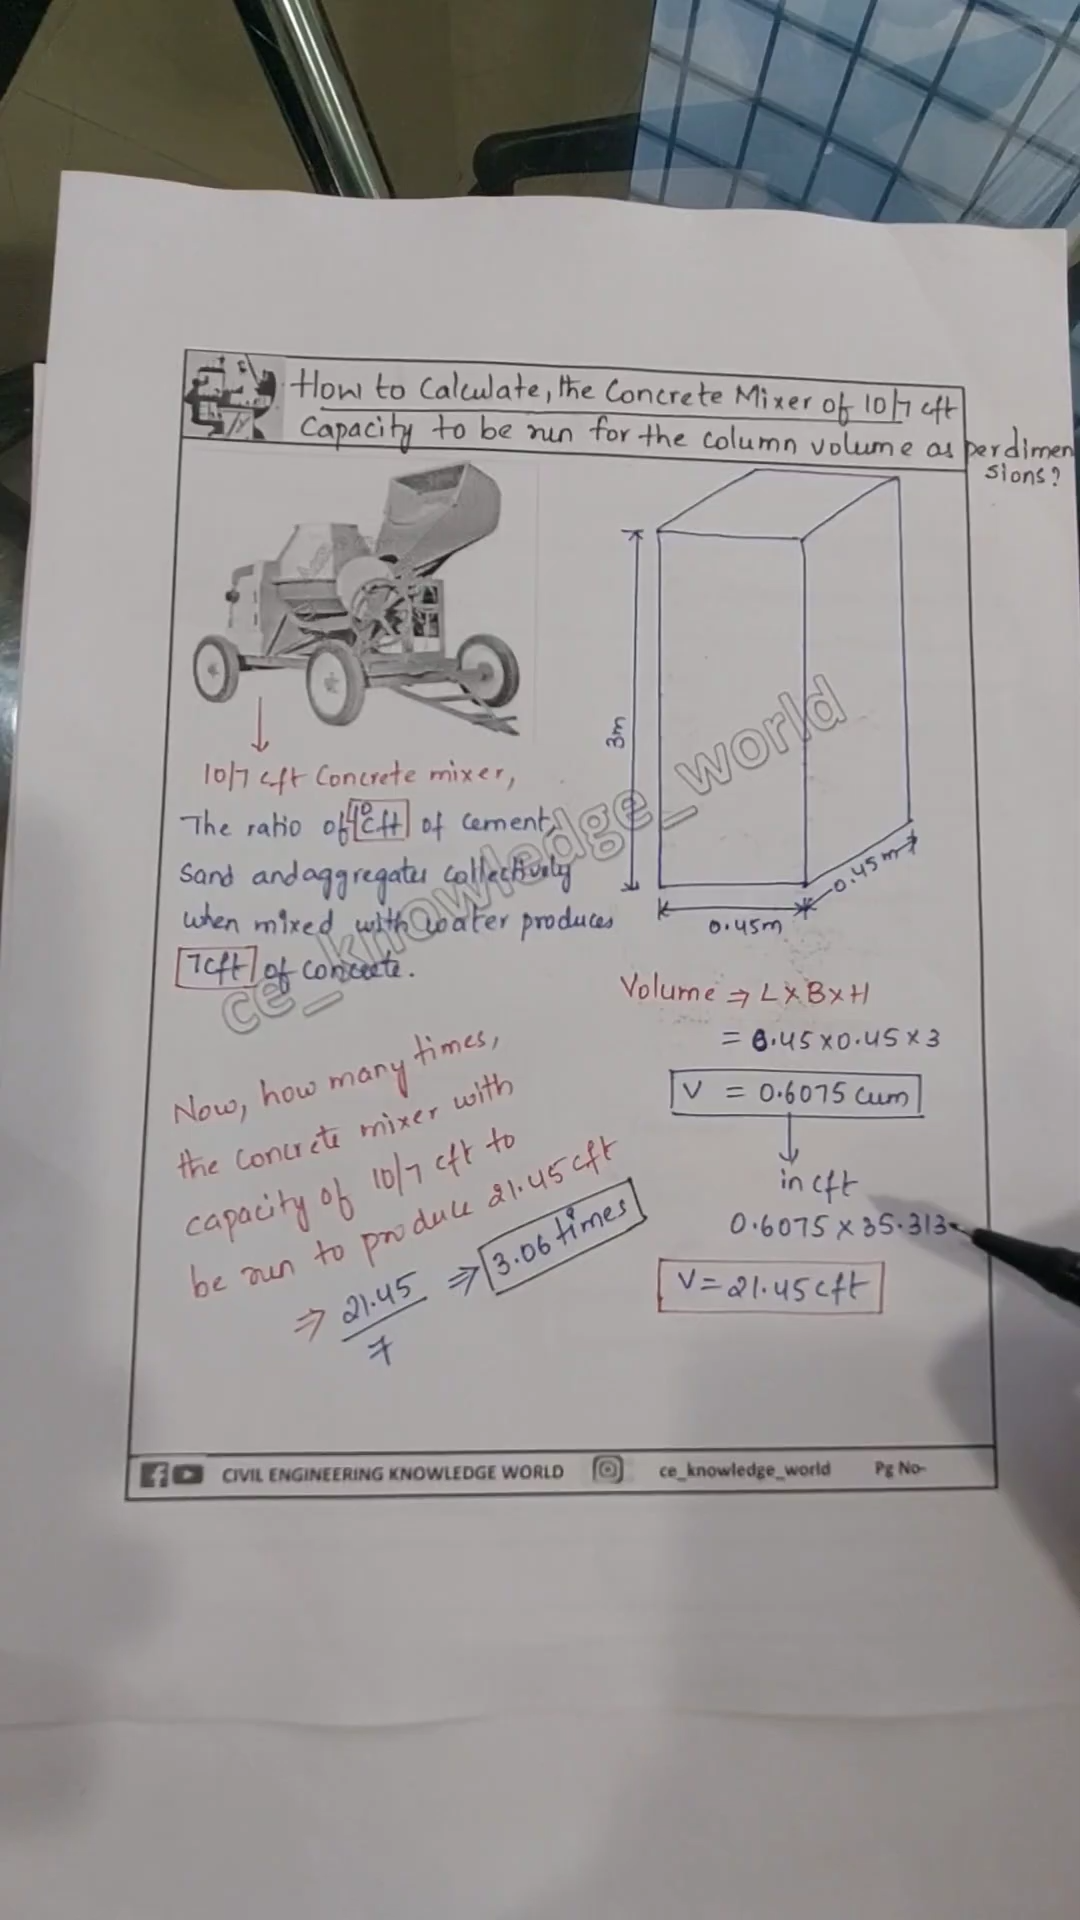 How to Calculate, the Concrete Mixer of 10/7 cft
Capacity to be run for the column volume as per dimen
sions?
10/7 cft Concrete mixer,
The ratio of 10 cft of cement,
Sand and aggregates collectively
when mixed with water produces
7 cft of concrete.
3m
0.45m
0.45m
Volume ⇒ L×B×H
= 0.45×0.45×3
V = 0.6075 cum
in cft
0.6075 × 35.313
V = 21.45 cft
Now, how many times,
the concrete mixer with
capacity of 10/7 cft to
be run to produce 21.45 cft
⇒ 21.45
7
⇒ 3.06 times
ce_knowledge_world
CIVIL ENGINEERING KNOWLEDGE WORLD ce_knowledge_world Pg No-